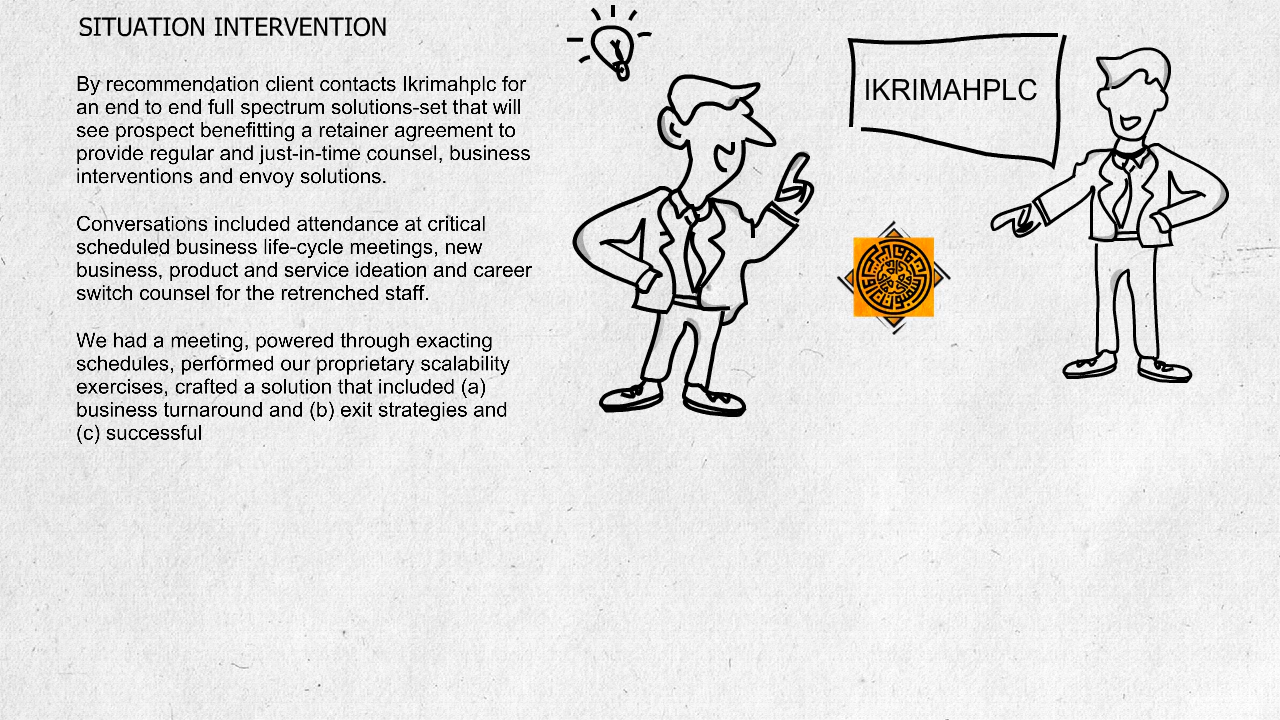 SITUATION INTERVENTION
By recommendation client contacts Ikrimahplc for
an end to end full spectrum solutions-set that will
see prospect benefitting a retainer agreement to
provide regular and just-in-time counsel, business
interventions and envoy solutions.
Conversations included attendance at critical
scheduled business life-cycle meetings, new
business, product and service ideation and career
switch counsel for the retrenched staff.
We had a meeting, powered through exacting
schedules, performed our proprietary scalability
exercises, crafted a solution that included (a)
business turnaround and (b) exit strategies and
(c) successful
IKRIMAHPLC